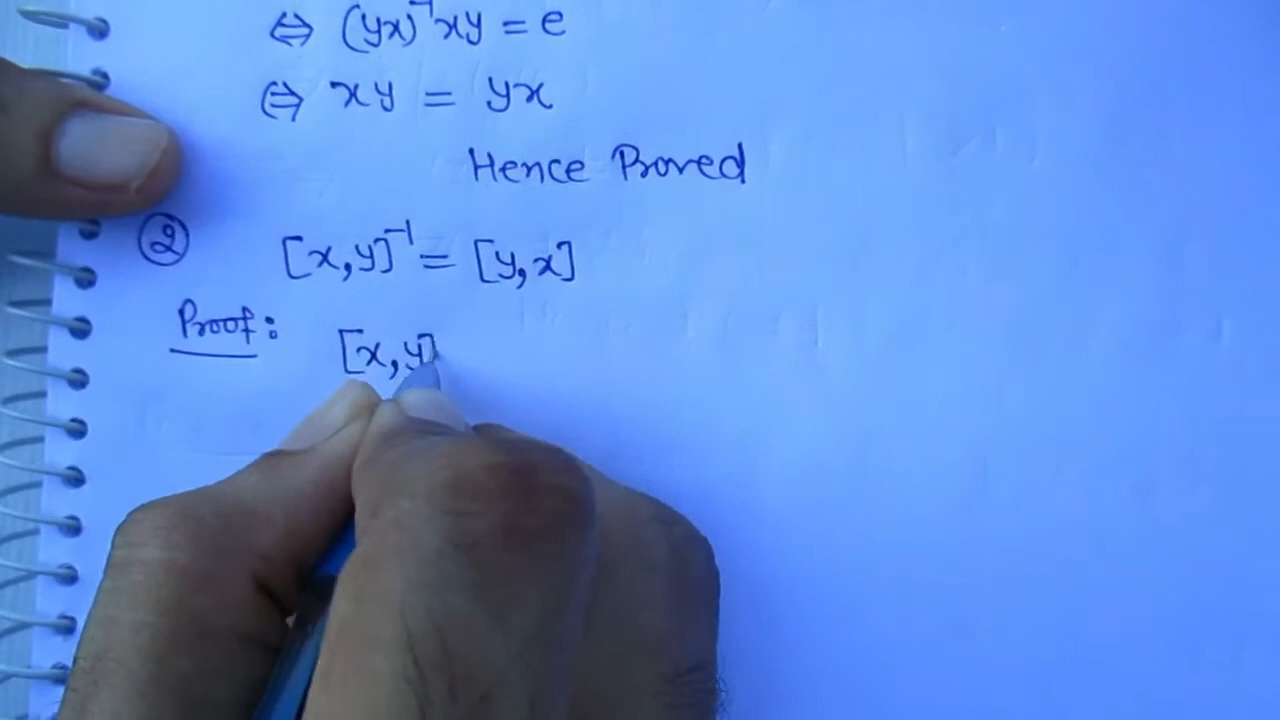 ⇔ (yx)⁻¹xy = e
⇔ xy = yx
Hence Proved
② [x,y]⁻¹ = [y,x]
Proof: [x,y]